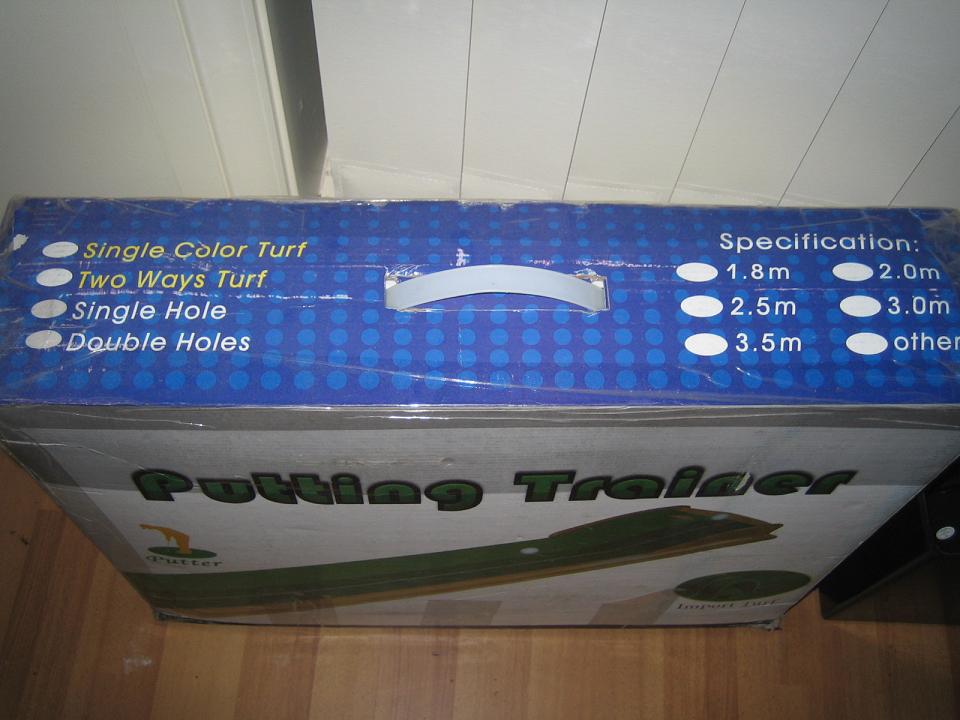 Single Color Turf
Two Ways Turf
Single Hole
Double Holes
Specification:
1.8m 2.0m
2.5m 3.0m
3.5m other
Putting Trainer
Putter
Import Turf